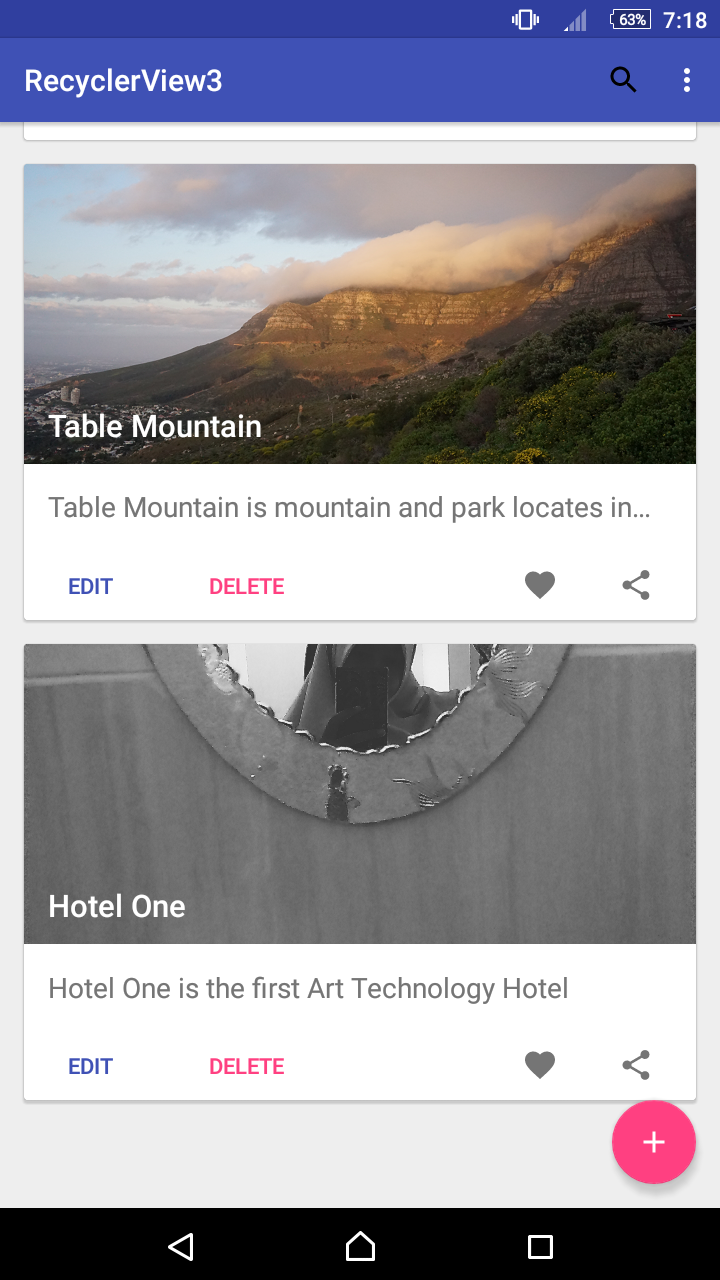 63% 7:18
RecyclerView3
Table Mountain
Table Mountain is mountain and park locates in...
EDIT DELETE
Hotel One
Hotel One is the first Art Technology Hotel
EDIT DELETE